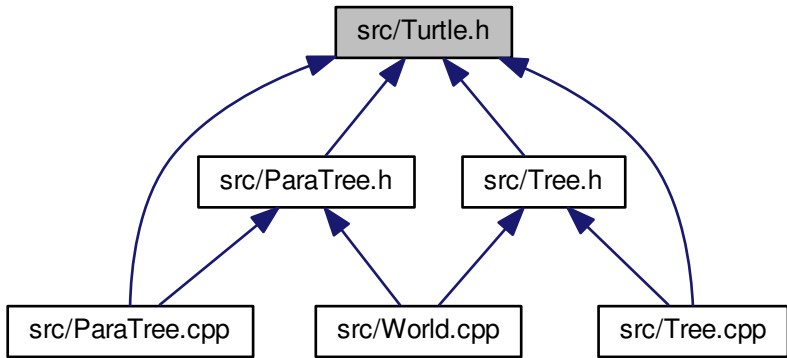 src/Turtle.h
src/ParaTree.h
src/Tree.h
src/ParaTree.cpp
src/World.cpp
src/Tree.cpp